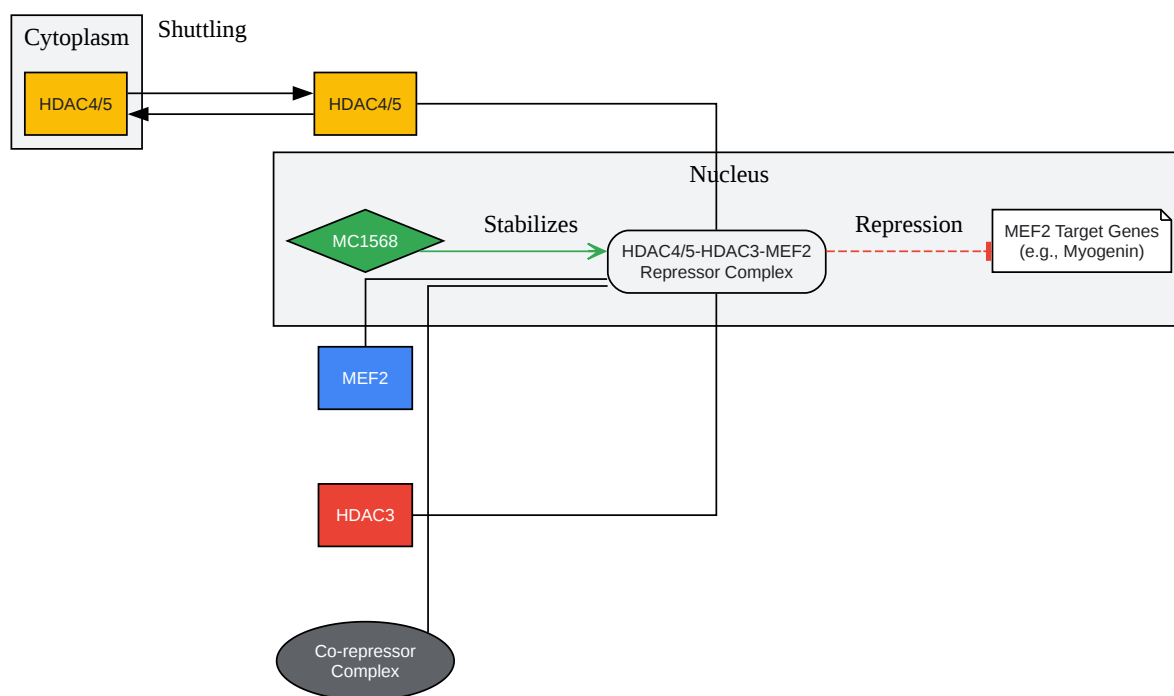 Cytoplasm
Shuttling
HDAC4/5
HDAC4/5
Nucleus
MC1568
Stabilizes
HDAC4/5-HDAC3-MEF2
Repressor Complex
Repression
MEF2 Target Genes
(e.g., Myogenin)
MEF2
HDAC3
Co-repressor
Complex